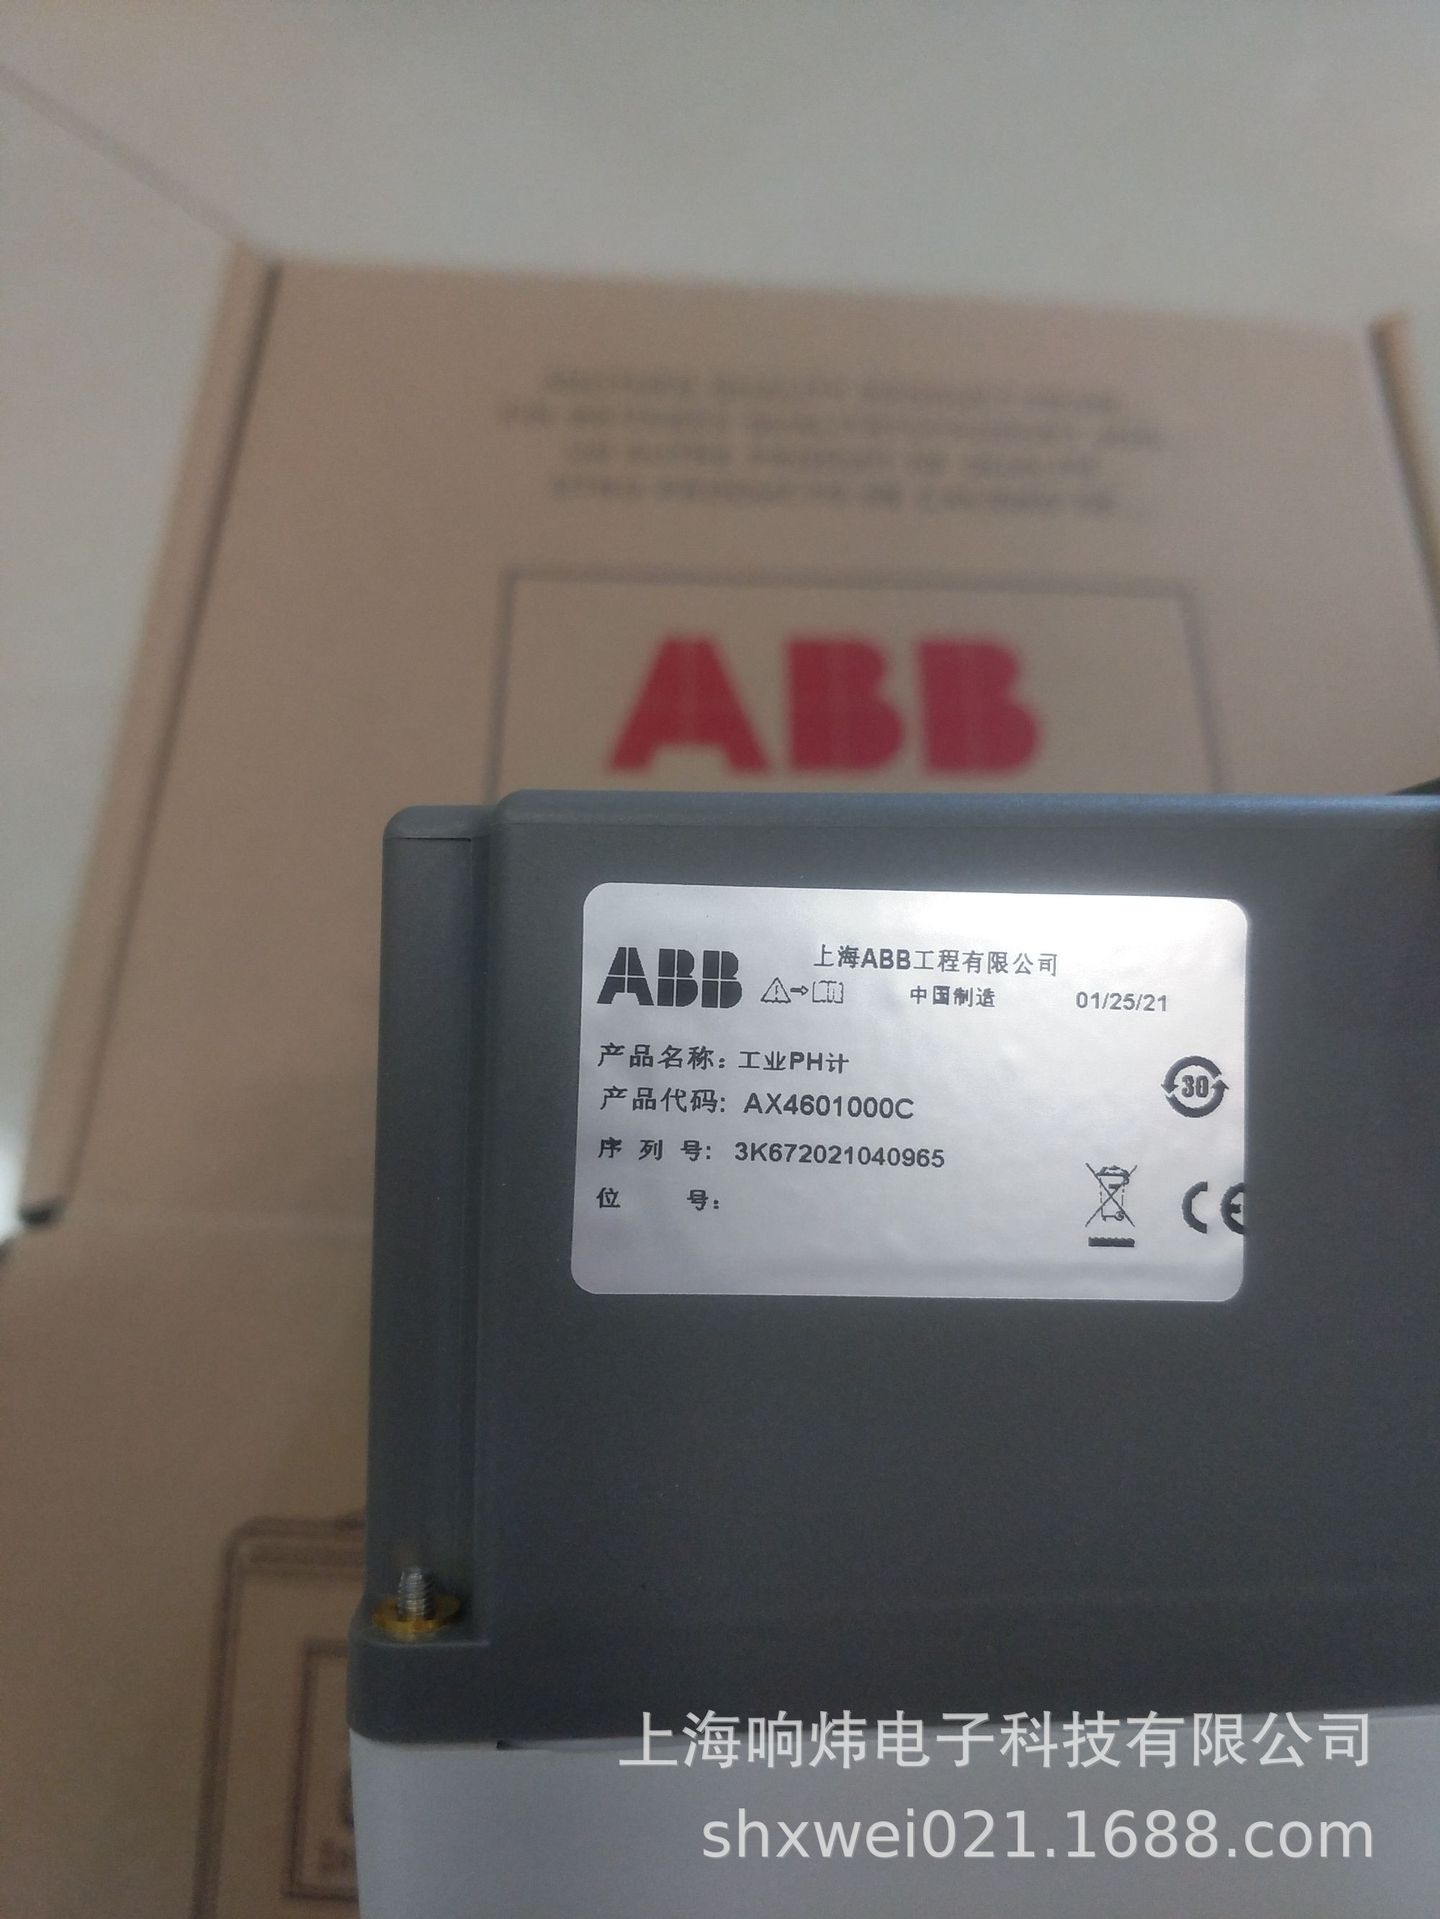 ABB
ABB
上海ABB工程有限公司
中国制造 01/25/21
产品名称: 工业PH计
产品代码: AX4601000C
序 列 号: 3K672021040965
位 号:
30
CE
上海响炜电子科技有限公司
shxwei021.1688.com